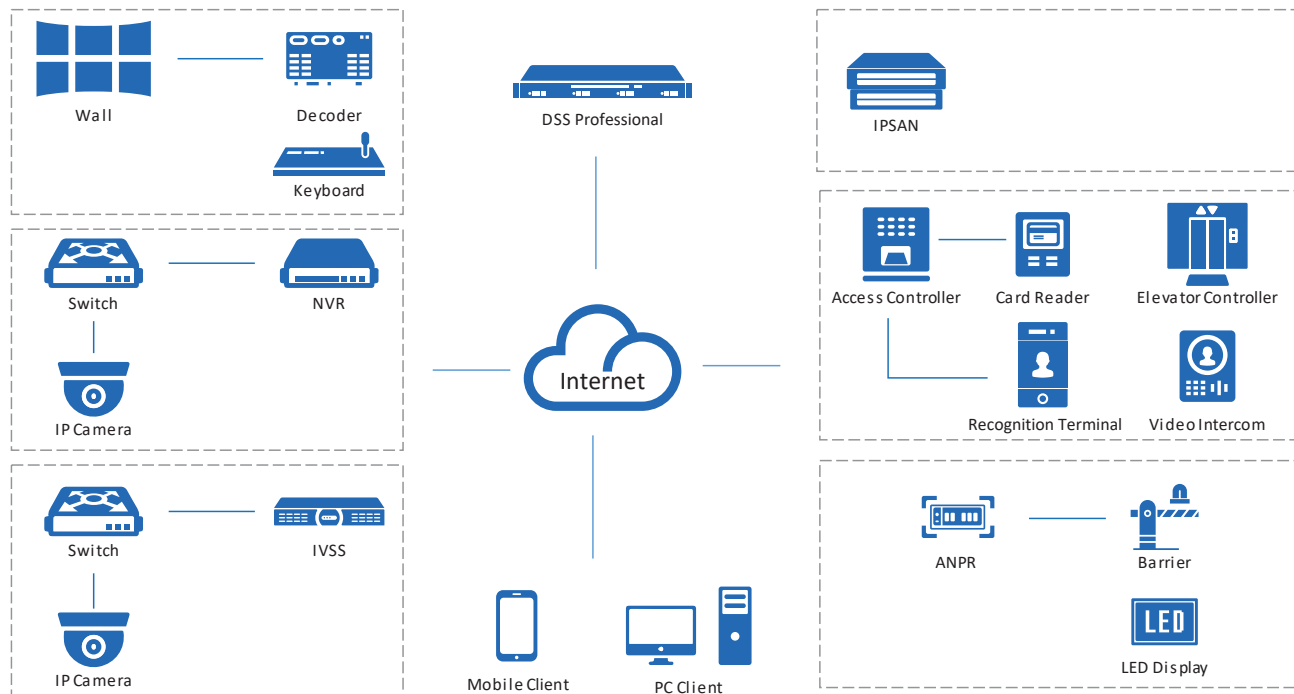 Wall
Decoder
Keyboard
DSS Professional
IPSAN
Switch
NVR
IP Camera
Access Controller
Card Reader
Elevator Controller
Recognition Terminal
Video Intercom
Internet
Switch
IVSS
IP Camera
ANPR
Barrier
LED
LED Display
Mobile Client
PC Client